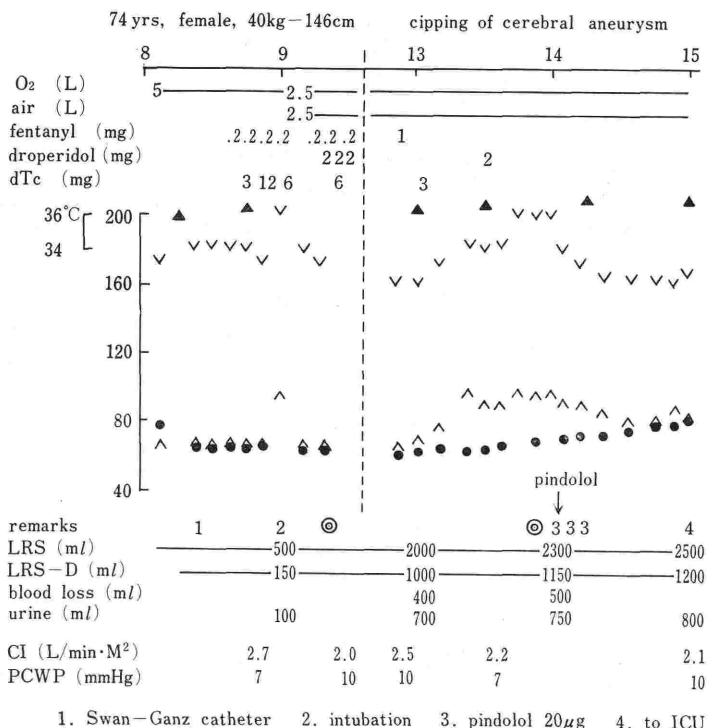 74 yrs, female, 40kg－146cm cipping of cerebral aneurysm
8 9 13 14 15
O₂ (L) 5 2.5
air (L) 2.5
fentanyl (mg) .2.2.2.2 .2.2.2 1
droperidol (mg) 222 2
dTc (mg) 3 12 6 6 3
36℃ 200
34
160
120
80
40
pindolol
remarks 1 2 ◎ ◎ 3 3 3 4
LRS (ml) 500 2000 2300 2500
LRS－D (ml) 150 1000 1150 1200
blood loss (ml) 400 500
urine (ml) 100 700 750 800
CI (L/min·M²) 2.7 2.0 2.5 2.2 2.1
PCWP (mmHg) 7 10 10 7 10
1. Swan－Ganz catheter 2. intubation 3. pindolol 20μg 4. to ICU